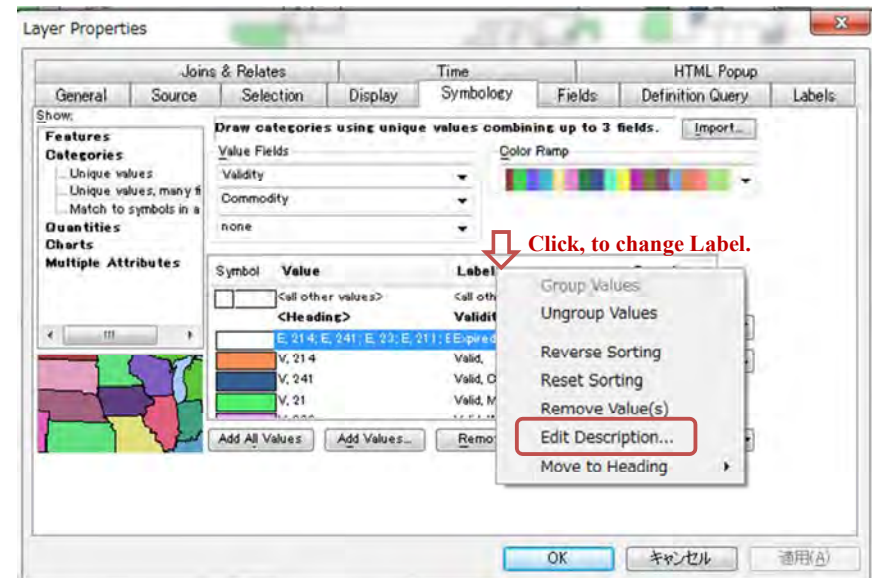 Layer Properties
Joins & Relates Time HTML Popup
General Source Selection Display Symbology Fields Definition Query Labels
Show:
Features
Categories
Unique values
Unique values, many fi
Match to symbols in a
Quantities
Charts
Multiple Attributes
Draw categories using unique values combining up to 3 fields.
Import...
Value Fields
Validity
Commodity
none
Color Ramp
Click, to change Label.
Symbol Value Label
<all other values> <all oth
<Heading> Validit
E, 214; E, 241; E, 23; E, 211; E Expired
V, 214 Valid,
V, 241 Valid, O
V, 21 Valid, M
Add All Values Add Values... Remo
Group Values
Ungroup Values
Reverse Sorting
Reset Sorting
Remove Value(s)
Edit Description...
Move to Heading
OK キャンセル 適用(A)